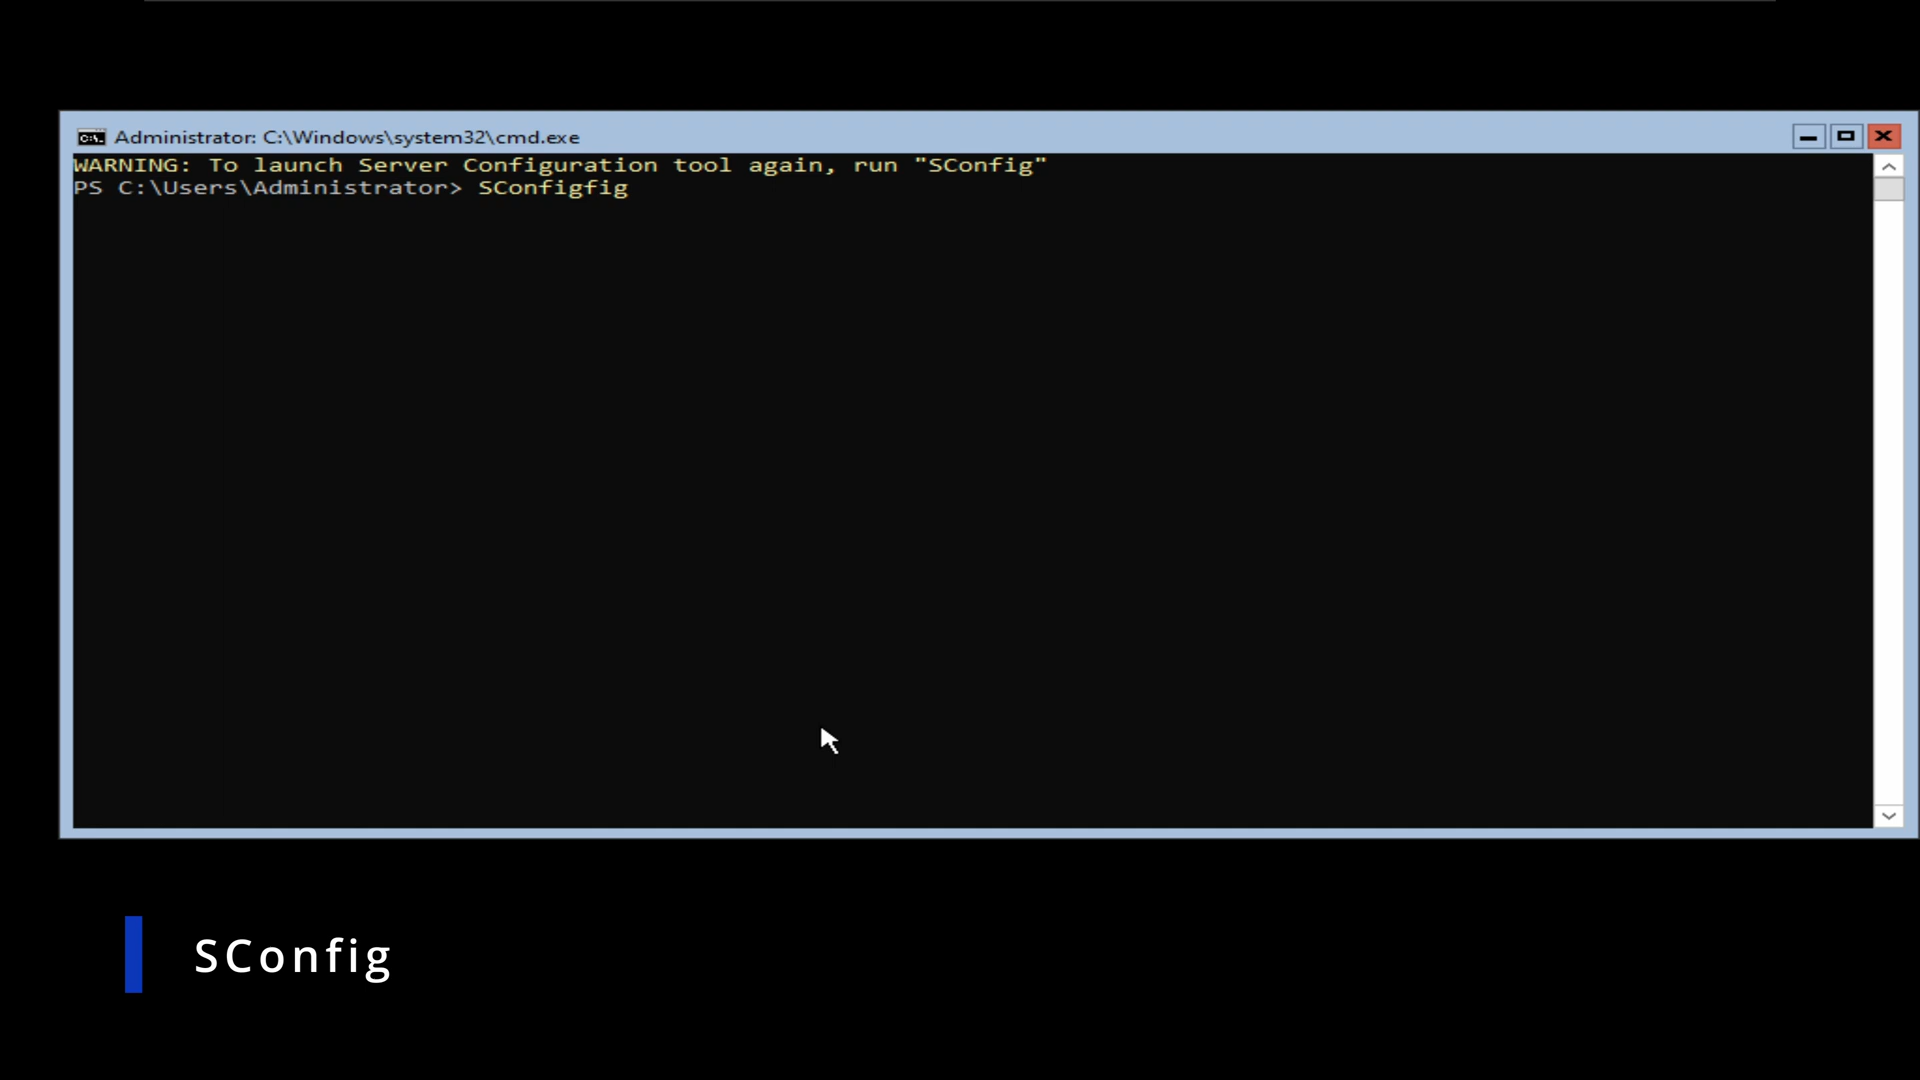 Administrator: C:\Windows\system32\cmd.exe
WARNING: To launch Server Configuration tool again, run "SConfig"
PS C:\Users\Administrator> SConfigfig
SConfig